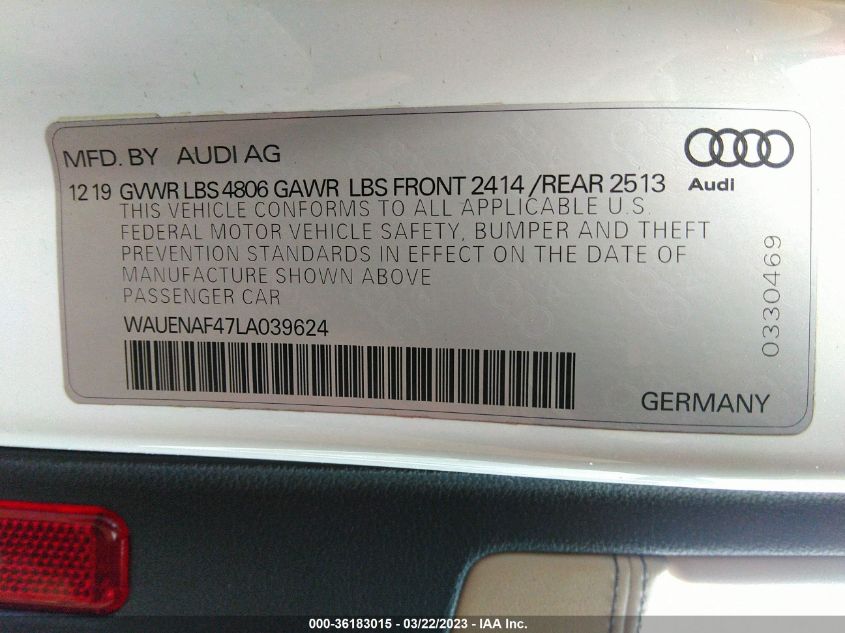 MFD. BY AUDI AG
Audi
12 19 GVWR LBS 4806 GAWR LBS FRONT 2414 /REAR 2513
THIS VEHICLE CONFORMS TO ALL APPLICABLE U.S.
FEDERAL MOTOR VEHICLE SAFETY, BUMPER AND THEFT
PREVENTION STANDARDS IN EFFECT ON THE DATE OF
MANUFACTURE SHOWN ABOVE
PASSENGER CAR
WAUENAF47LA039624
0330469
GERMANY
000-36183015 - 03/22/2023 - IAA Inc.